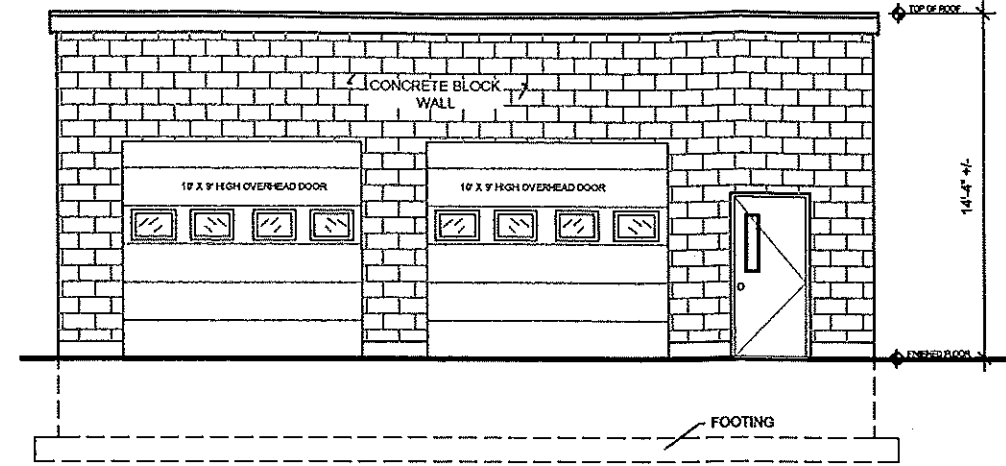 TOP OF ROOF
CONCRETE BLOCK
WALL
10' X 9' HIGH OVERHEAD DOOR
10' X 9' HIGH OVERHEAD DOOR
14'-4" +/-
FINISHED FLOOR
FOOTING